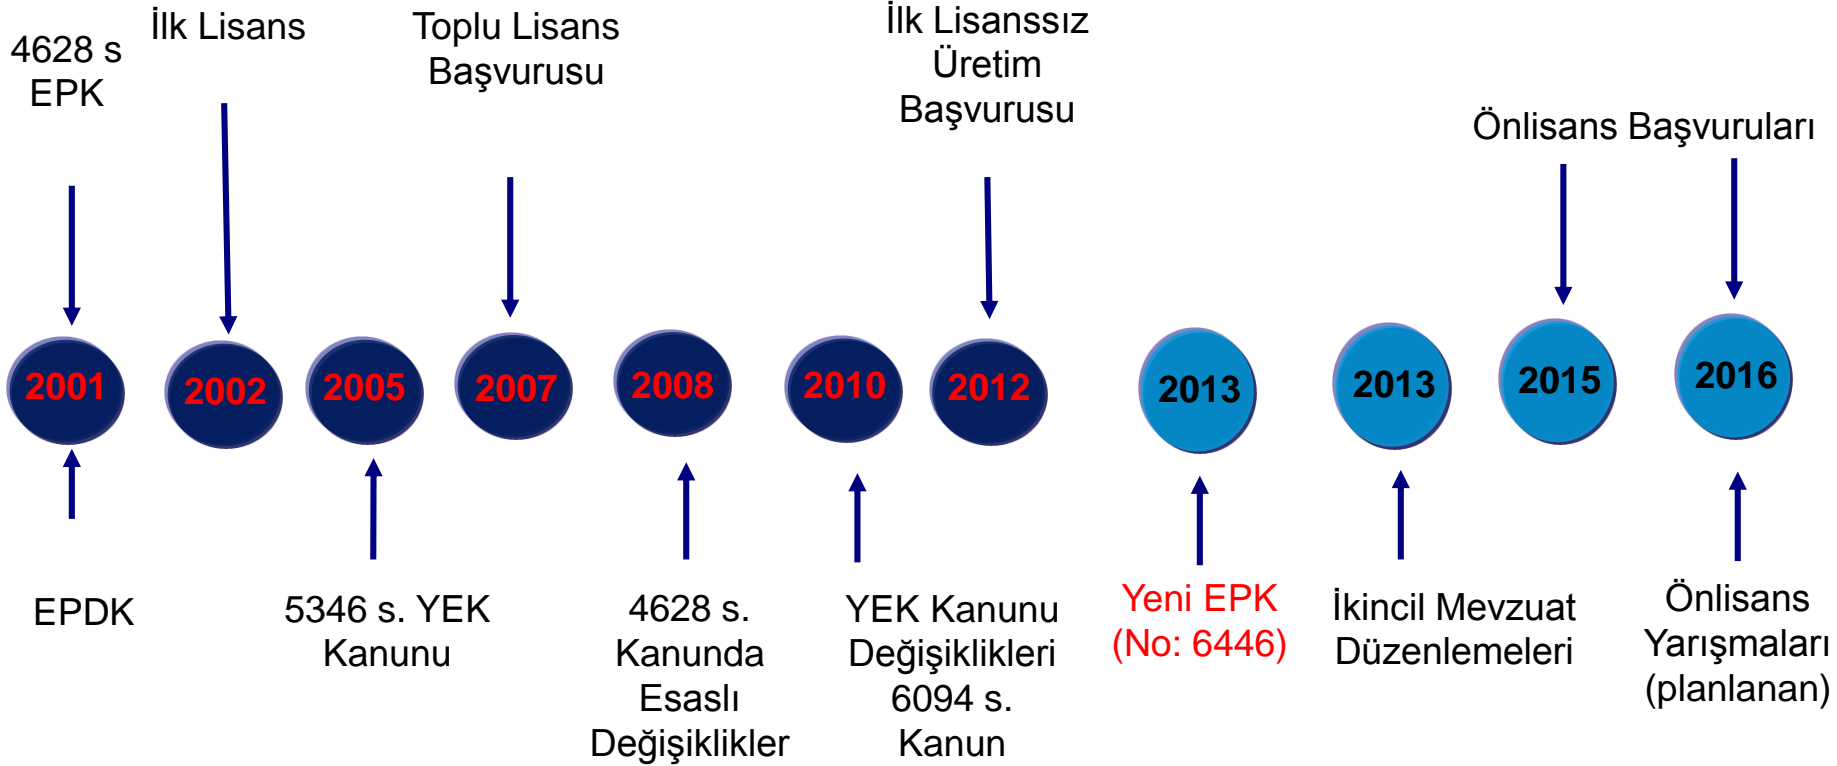 4628 s
EPK
İlk Lisans
Toplu Lisans
Başvurusu
İlk Lisanssız
Üretim
Başvurusu
Önlisans Başvuruları
2001
2002
2005
2007
2008
2010
2012
2013
2013
2015
2016
EPDK
5346 s. YEK
Kanunu
4628 s.
Kanunda
Esaslı
Değişiklikler
YEK Kanunu
Değişiklikleri
6094 s.
Kanun
Yeni EPK
(No: 6446)
İkincil Mevzuat
Düzenlemeleri
Önlisans
Yarışmaları
(planlanan)